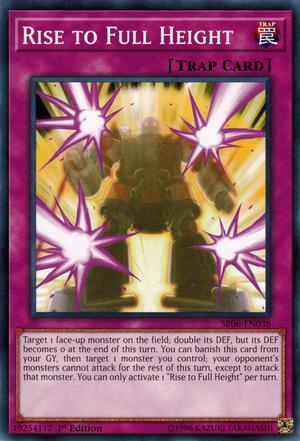 Rise to Full Height
TRAP
罠
[Trap Card]
SR06-EN038
Target 1 face-up monster on the field; double its DEF, but its DEF
becomes 0 at the end of this turn. You can banish this card from
your GY, then target 1 monster you control; your opponent's
monsters cannot attack for the rest of this turn, except to attack
that monster. You can only activate 1 "Rise to Full Height" per turn.
19254117 1st Edition ©1996 KAZUKI TAKAHASHI